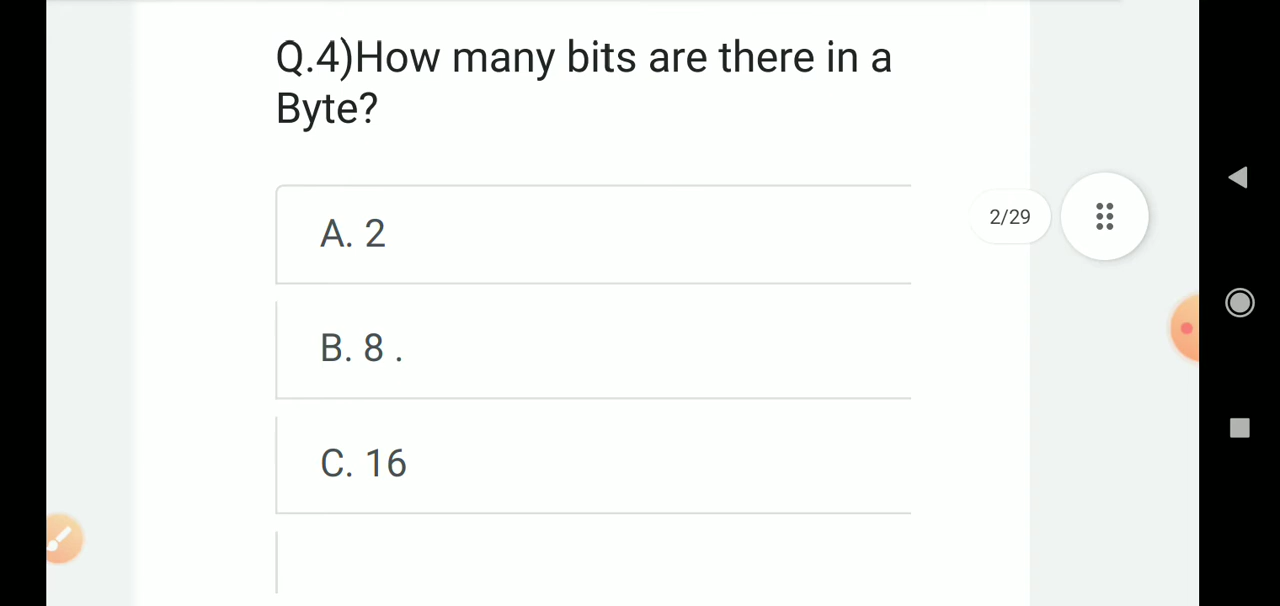 Q.4)How many bits are there in a
Byte?
A. 2
2/29
B. 8 .
C. 16